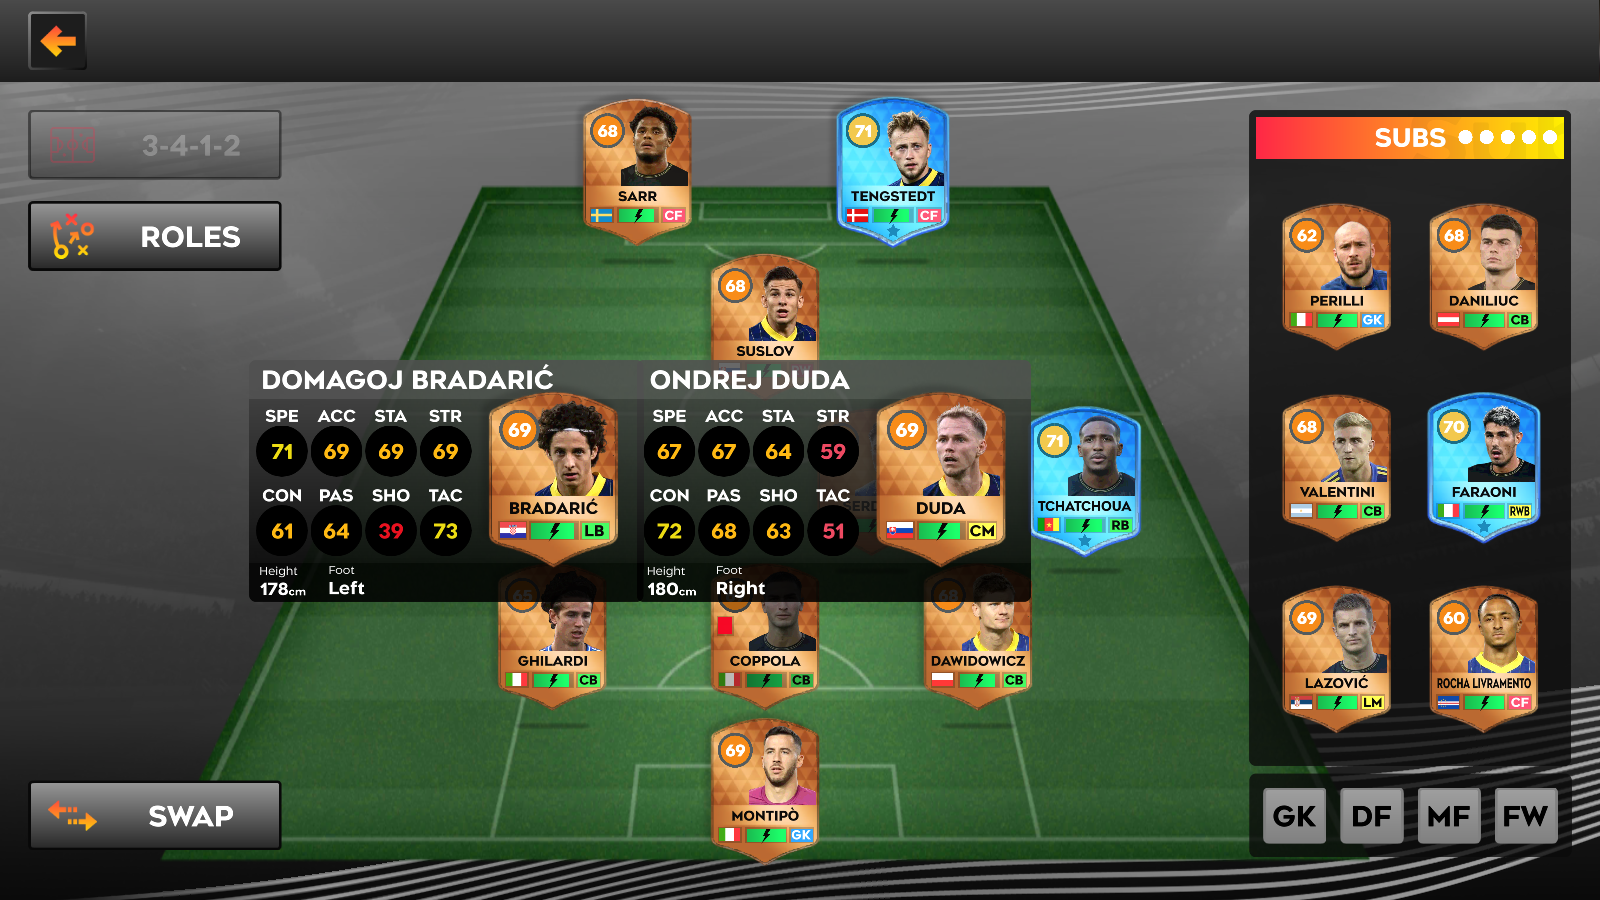 3-4-1-2
ROLES
68
SARR
CF
71
TENGSTEDT
CF
68
SUSLOV
DOMAGOJ BRADARIĆ
SPE ACC STA STR
71 69 69 69
CON PAS SHO TAC
61 64 39 73
Height Foot
178cm Left
69
BRADARIĆ
LB
ONDREJ DUDA
SPE ACC STA STR
67 67 64 59
CON PAS SHO TAC
72 68 63 51
Height Foot
180cm Right
69
DUDA
CM
71
TCHATCHOUA
RB
65
GHILARDI
CB
COPPOLA
CB
68
DAWIDOWICZ
CB
69
MONTIPÒ
GK
SWAP
SUBS
62
PERILLI
GK
68
DANILIUC
CB
68
VALENTINI
CB
70
FARAONI
RWB
69
LAZOVIĆ
LM
60
ROCHA LIVRAMENTO
CF
GK DF MF FW